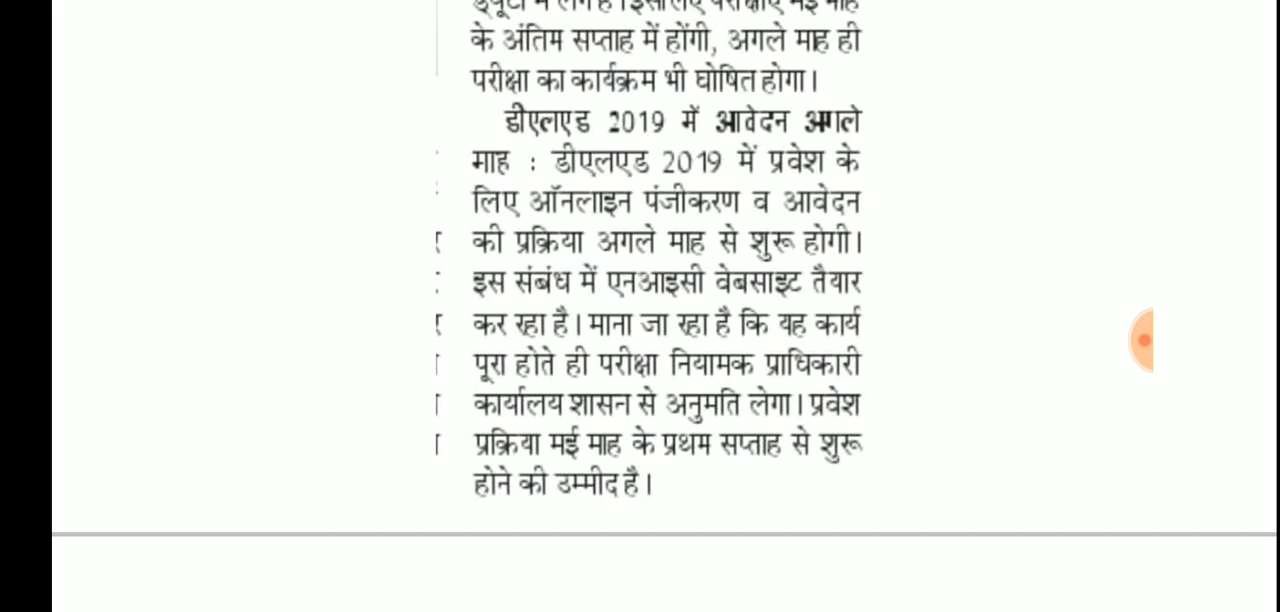 के अंतिम सप्ताह में होंगी, अगले माह ही
परीक्षा का कार्यक्रम भी घोषित होगा।
डीएलएड 2019 में आवेदन अगले
माह : डीएलएड 2019 में प्रवेश के
लिए ऑनलाइन पंजीकरण व आवेदन
की प्रक्रिया अगले माह से शुरू होगी।
इस संबंध में एनआइसी वेबसाइट तैयार
कर रहा है। माना जा रहा है कि यह कार्य
पूरा होते ही परीक्षा नियामक प्राधिकारी
कार्यालय शासन से अनुमति लेगा। प्रवेश
प्रक्रिया मई माह के प्रथम सप्ताह से शुरू
होने की उम्मीद है।